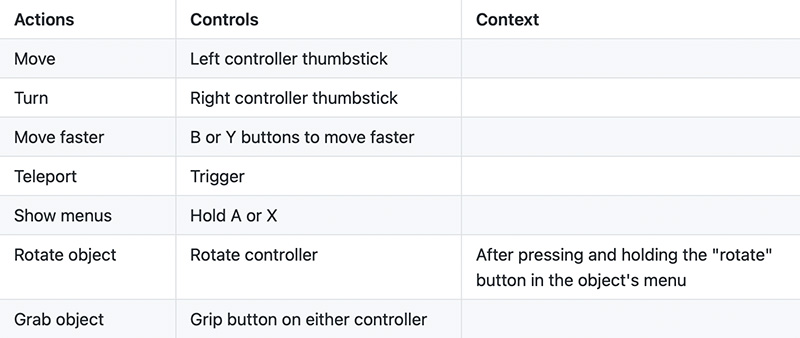 Actions Controls Context
Move Left controller thumbstick
Turn Right controller thumbstick
Move faster B or Y buttons to move faster
Teleport Trigger
Show menus Hold A or X
Rotate object Rotate controller After pressing and holding the "rotate"
button in the object's menu
Grab object Grip button on either controller